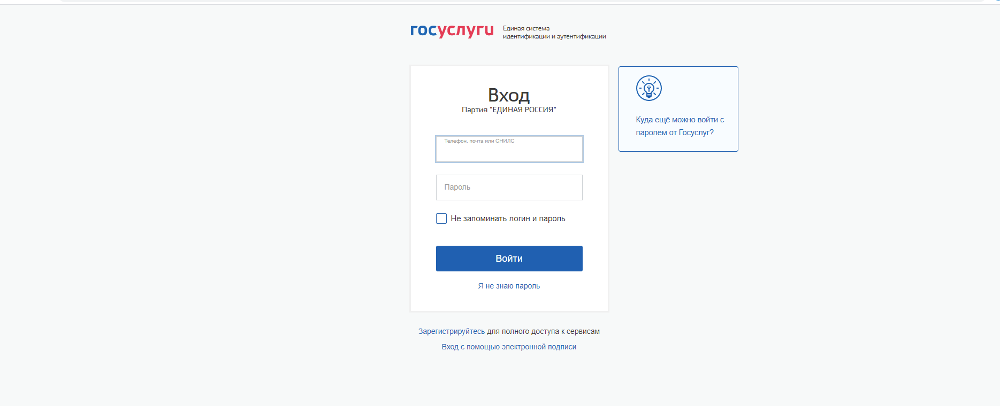 госуслуги
Единая система
идентификации и аутентификации
Вход
Партия "ЕДИНАЯ РОССИЯ"
Телефон, почта или СНИЛС
Пароль
Не запоминать логин и пароль
Войти
Я не знаю пароль
Зарегистрируйтесь для полного доступа к сервисам
Вход с помощью электронной подписи
Куда ещё можно войти с
паролем от Госуслуг?